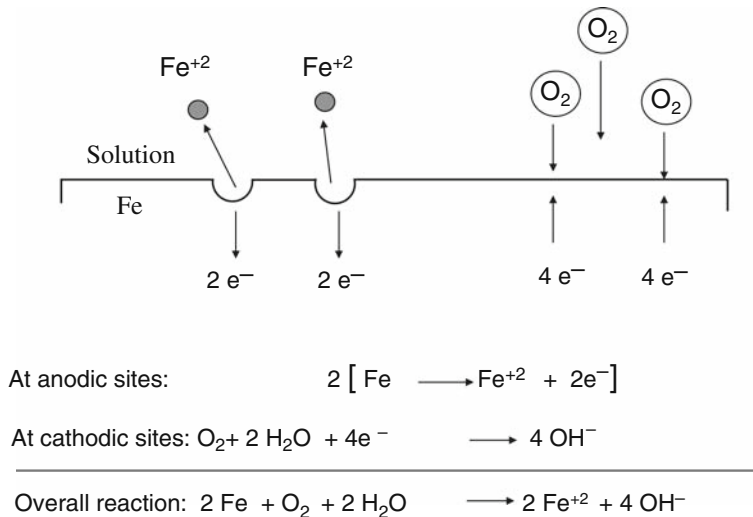 O₂
Fe⁺² Fe⁺²
O₂ O₂
Solution
Fe
2 e⁻ 2 e⁻ 4 e⁻ 4 e⁻
At anodic sites: 2 [ Fe ⟶ Fe⁺² + 2e⁻]
At cathodic sites: O₂+ 2 H₂O + 4e⁻ ⟶ 4 OH⁻
Overall reaction: 2 Fe + O₂ + 2 H₂O ⟶ 2 Fe⁺² + 4 OH⁻